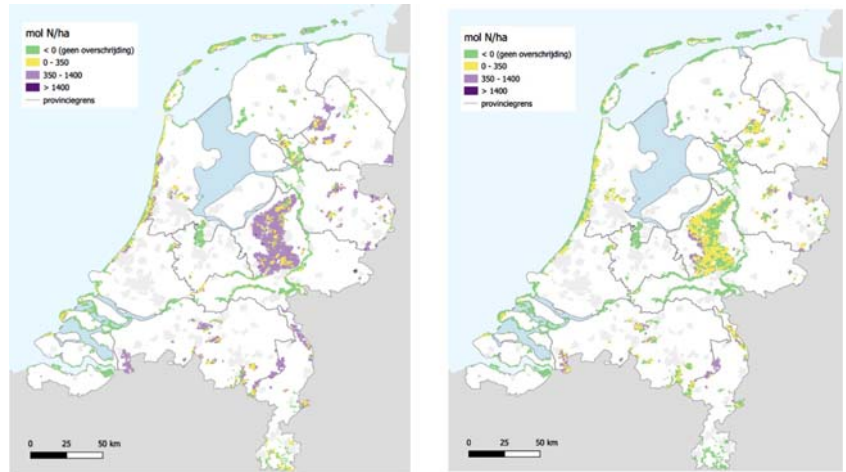 mol N/ha
< 0 (geen overschrijding)
0 - 350
350 - 1400
> 1400
provinciegrens
0 25 50 km
mol N/ha
< 0 (geen overschrijding)
0 - 350
350 - 1400
> 1400
provinciegrens
0 25 50 km